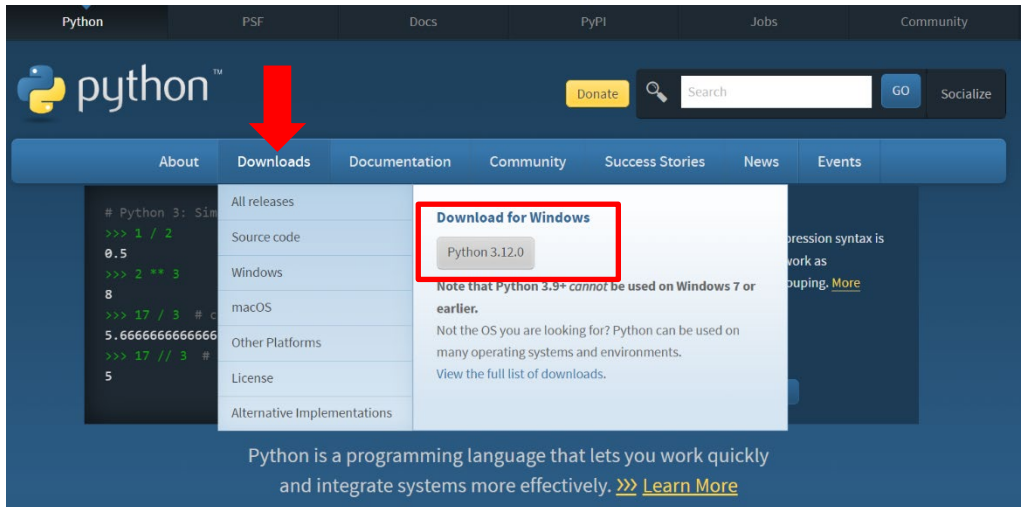 Python
PSF
Docs
PyPI
Jobs
Community
python™
Donate
Search
GO
Socialize
About
Downloads
Documentation
Community
Success Stories
News
Events
All releases
Source code
Windows
macOS
Other Platforms
License
Alternative Implementations
Download for Windows
Python 3.12.0
Note that Python 3.9+ cannot be used on Windows 7 or
earlier.
Not the OS you are looking for? Python can be used on
many operating systems and environments.
View the full list of downloads.
# Python 3: Sim
>>> 1 / 2
0.5
>>> 2 ** 3
8
>>> 17 / 3 # c
5.6666666666666
>>> 17 // 3 #
5
syntax is
as
More
Python is a programming language that lets you work quickly
and integrate systems more effectively. >>> Learn More